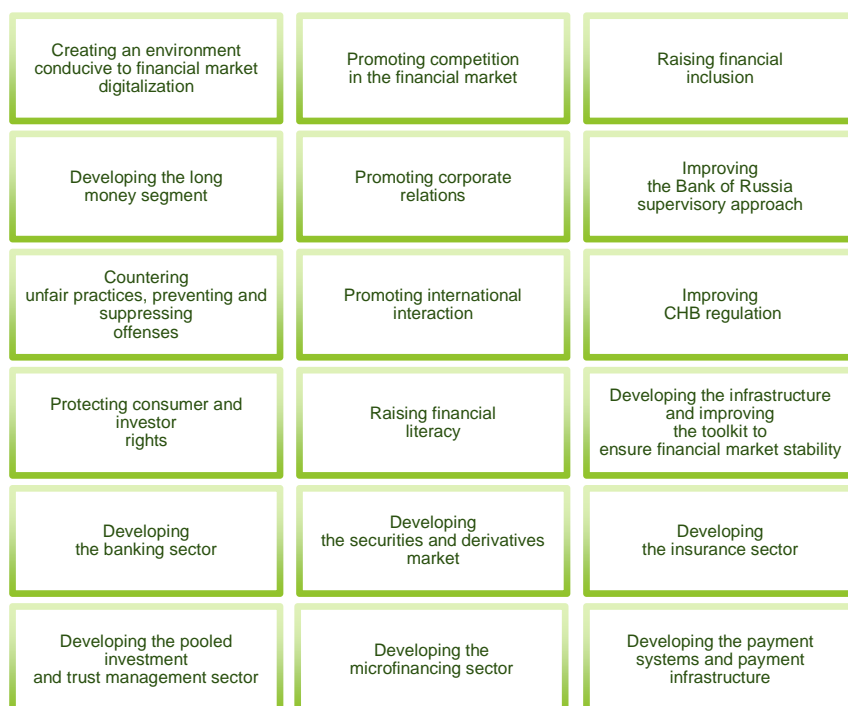 Creating an environment
conducive to financial market
digitalization
Promoting competition
in the financial market
Raising financial
inclusion
Developing the long
money segment
Promoting corporate
relations
Improving
the Bank of Russia
supervisory approach
Countering
unfair practices, preventing and
suppressing
offenses
Promoting international
interaction
Improving
CHB regulation
Protecting consumer and
investor
rights
Raising financial
literacy
Developing the infrastructure
and improving
the toolkit to
ensure financial market stability
Developing
the banking sector
Developing
the securities and derivatives
market
Developing
the insurance sector
Developing the pooled
investment
and trust management sector
Developing the
microfinancing sector
Developing the payment
systems and payment
infrastructure